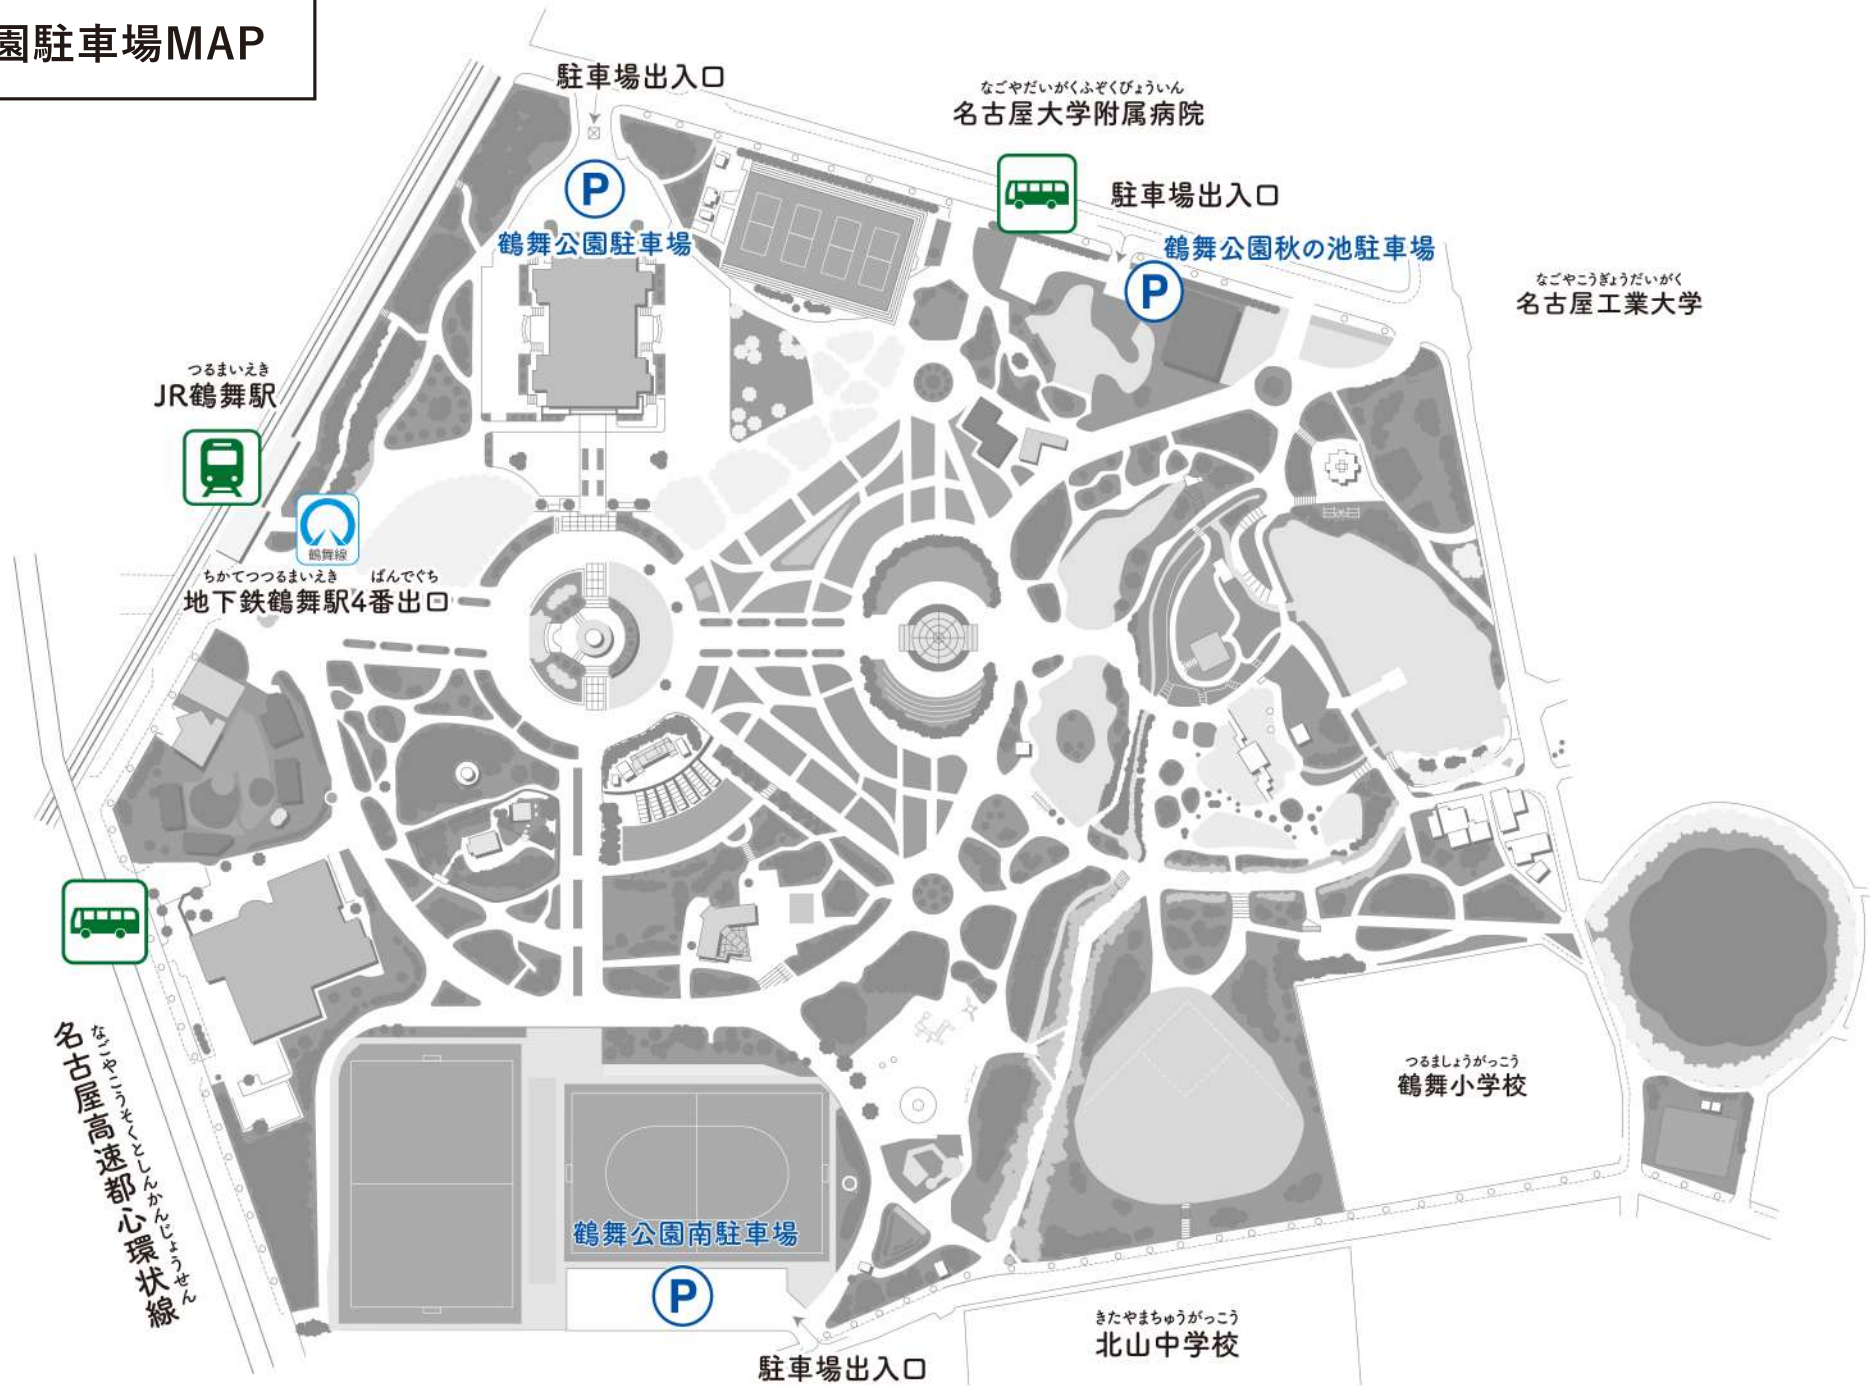 園駐車場MAP
駐車場出入口
なごやだいがくふぞくびょういん
名古屋大学附属病院
P
鶴舞公園駐車場
駐車場出入口
鶴舞公園秋の池駐車場
P
なごやこうぎょうだいがく
名古屋工業大学
つるまいえき
JR鶴舞駅
鶴舞線
ちかてつつるまいえき ばんでぐち
地下鉄鶴舞駅4番出口
なごやこうそくとしんかんじょうせん
名古屋高速都心環状線
つるましょうがっこう
鶴舞小学校
鶴舞公園南駐車場
P
きたやまちゅうがっこう
北山中学校
駐車場出入口